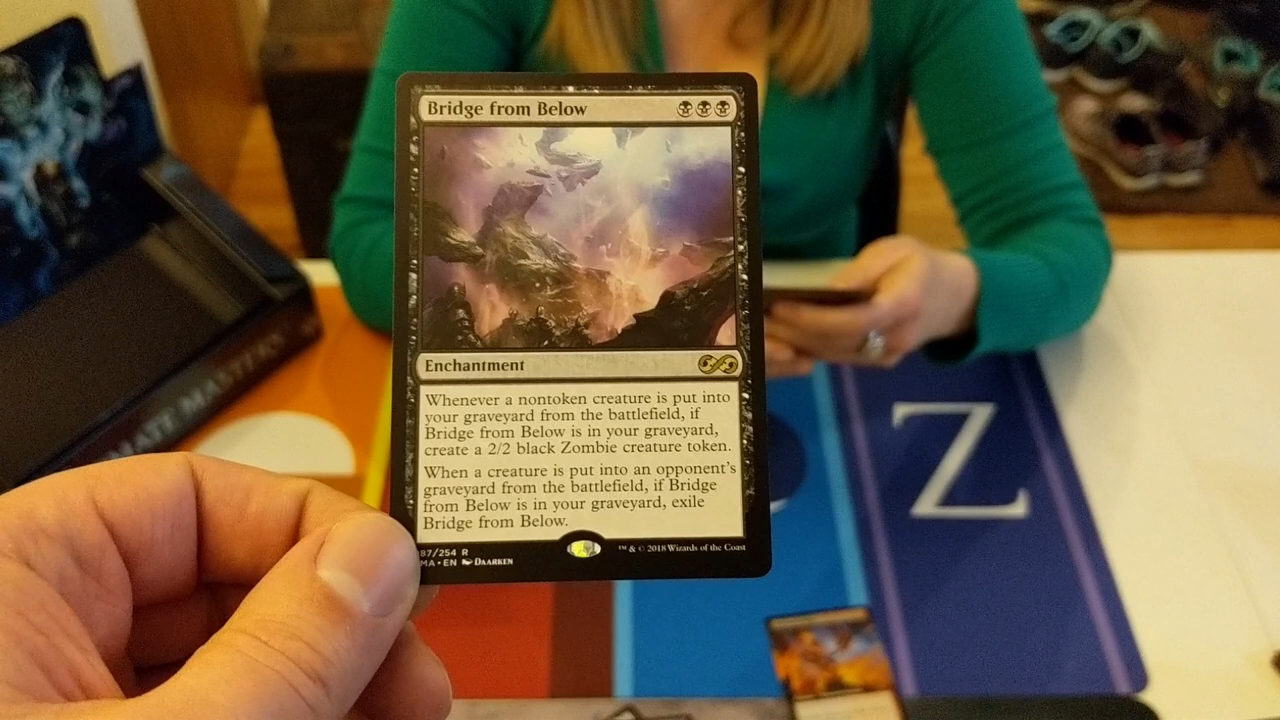 Bridge from Below
Enchantment
Whenever a nontoken creature is put into
your graveyard from the battlefield, if
Bridge from Below is in your graveyard,
create a 2/2 black Zombie creature token.
When a creature is put into an opponent's
graveyard from the battlefield, if Bridge
from Below is in your graveyard, exile
Bridge from Below.
87/254 R
MA • EN DAARKEN
™ & © 2018 Wizards of the Coast
MATE MASTERS
Z